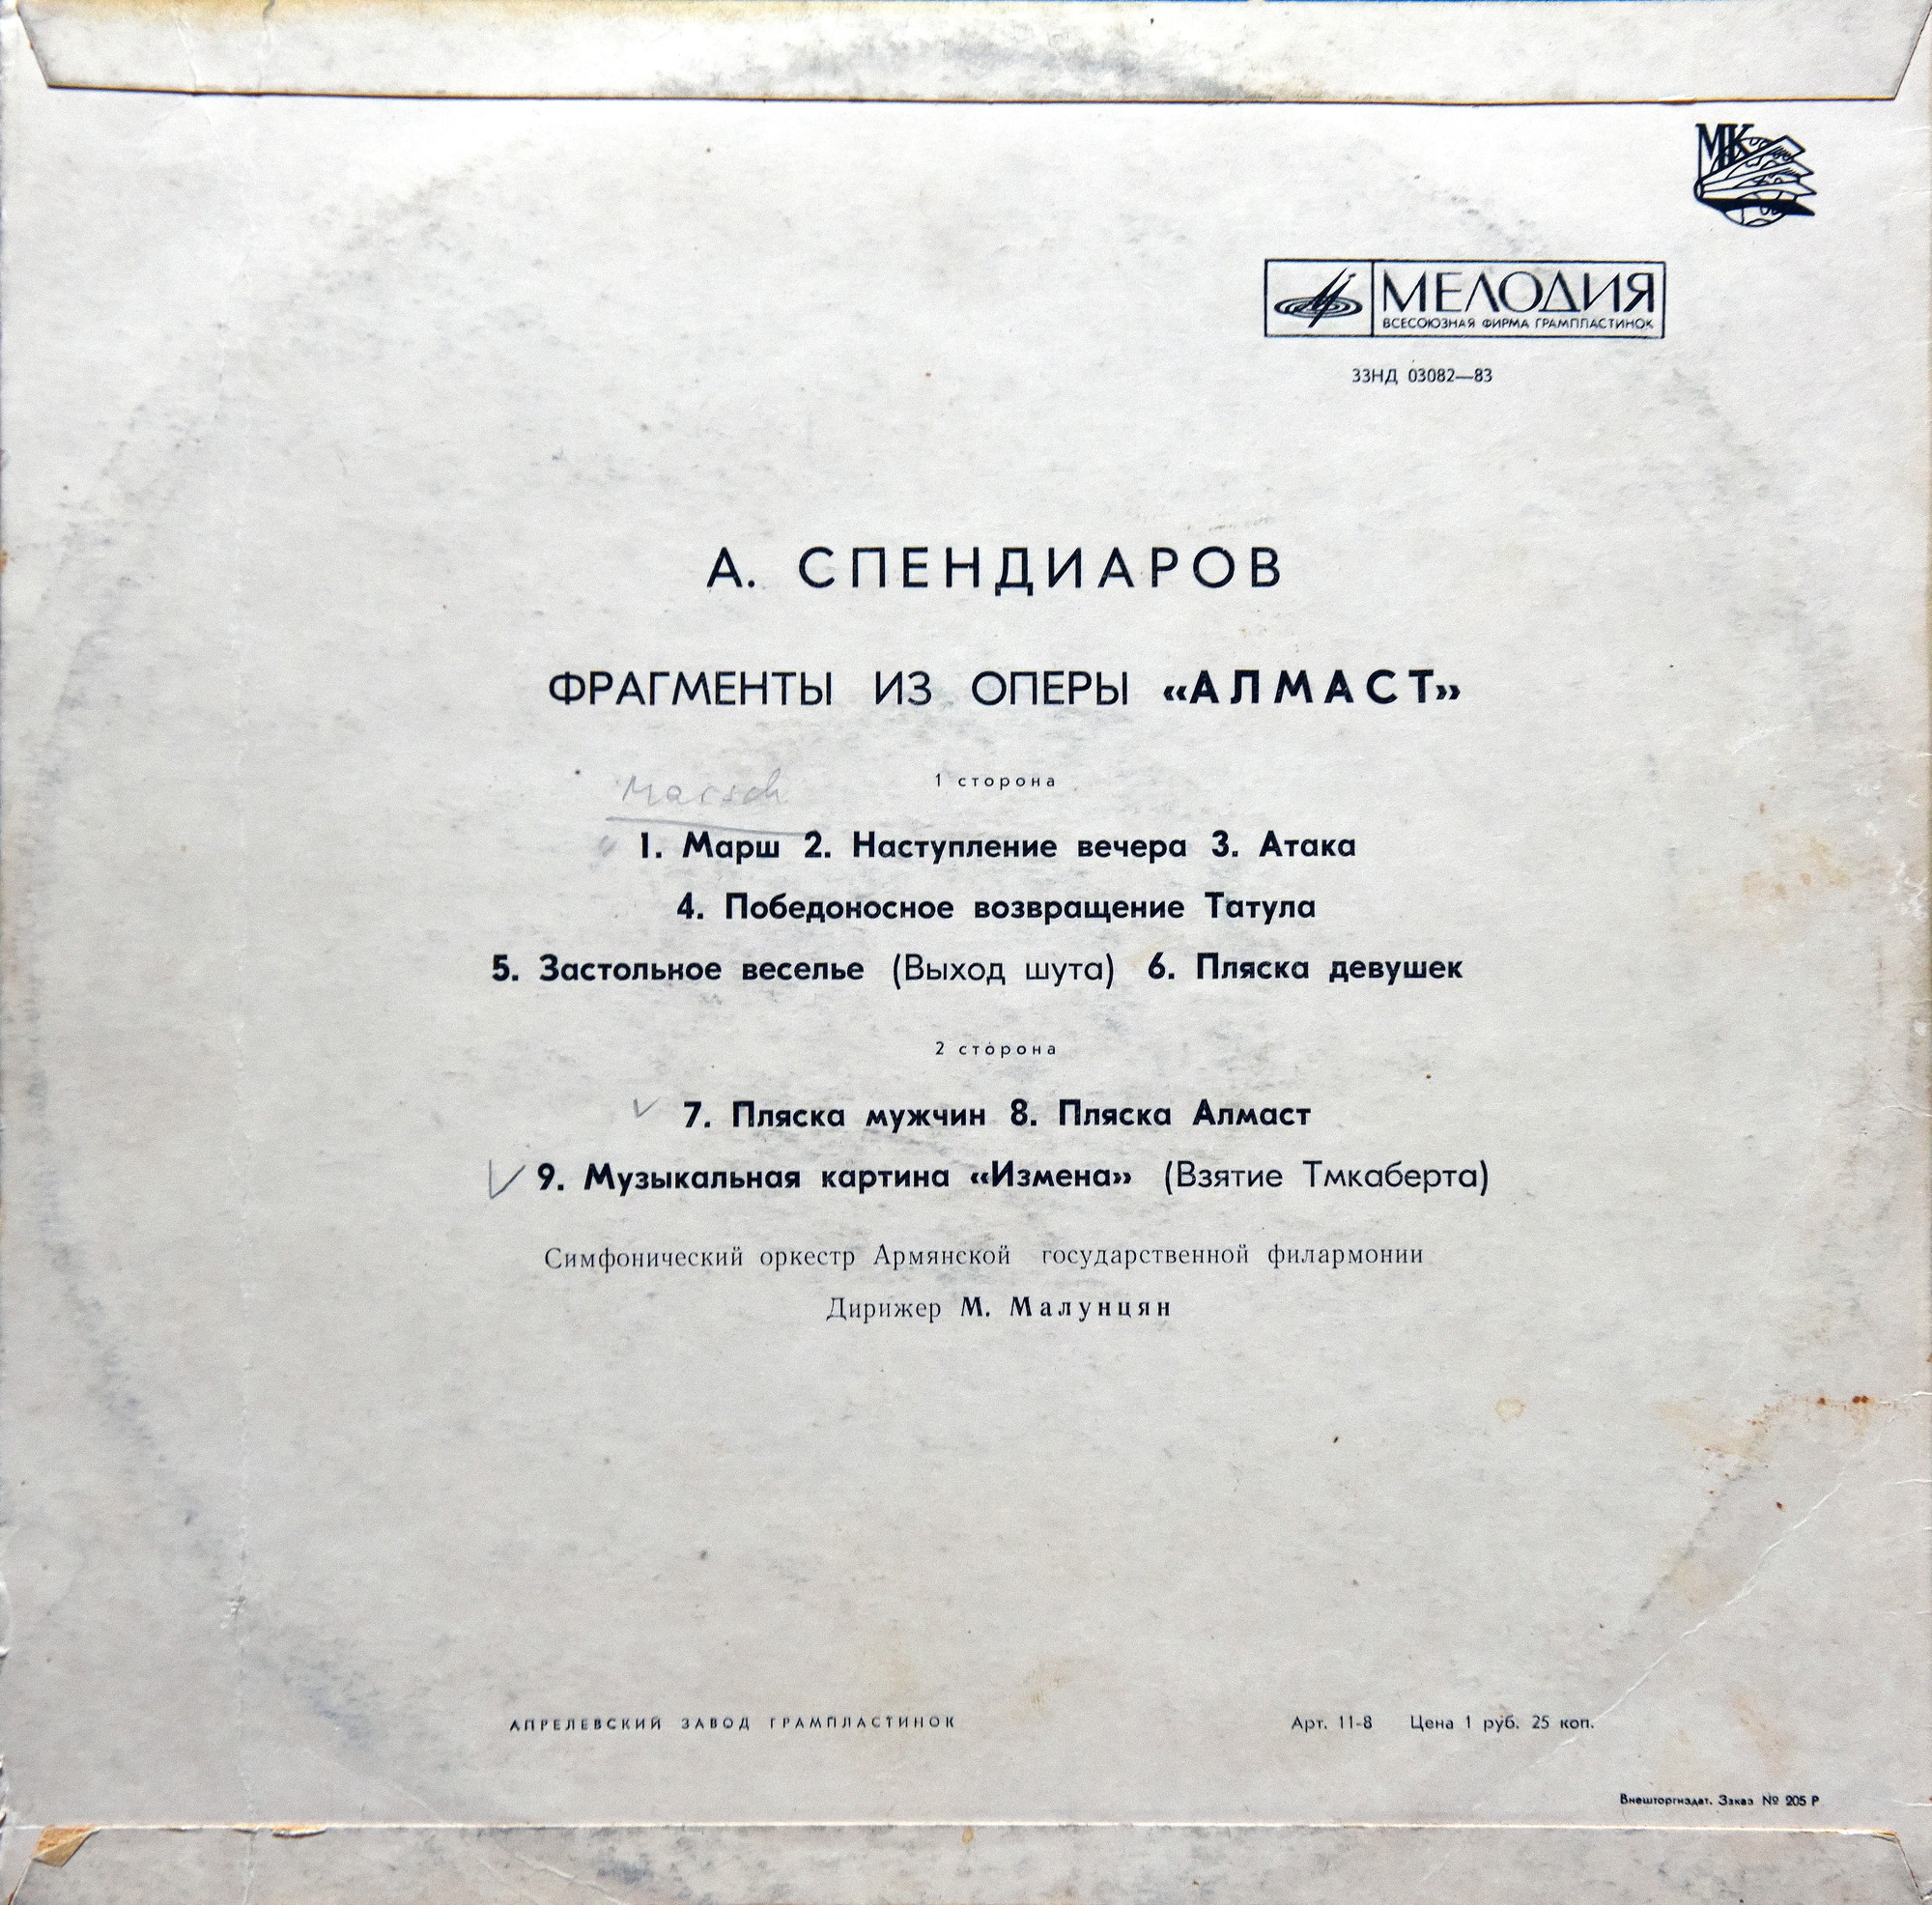 МК
МЕЛОДИЯ
ВСЕСОЮЗНАЯ ФИРМА ГРАМПЛАСТИНОК
33НД 03082—83
А. СПЕНДИАРОВ
ФРАГМЕНТЫ ИЗ ОПЕРЫ «АЛМАСТ»
1 сторона
Marsch
1. Марш 2. Наступление вечера 3. Атака
4. Победоносное возвращение Татула
5. Застольное веселье (Выход шута) 6. Пляска девушек
2 сторона
7. Пляска мужчин 8. Пляска Алмаст
9. Музыкальная картина «Измена» (Взятие Тмкаберта)
Симфонический оркестр Армянской государственной филармонии
Дирижер М. Малунцян
АПРЕЛЕВСКИЙ ЗАВОД ГРАМПЛАСТИНОК
Арт. 11-8 Цена 1 руб. 25 коп.
Внешторгиздат. Заказ № 205 Р